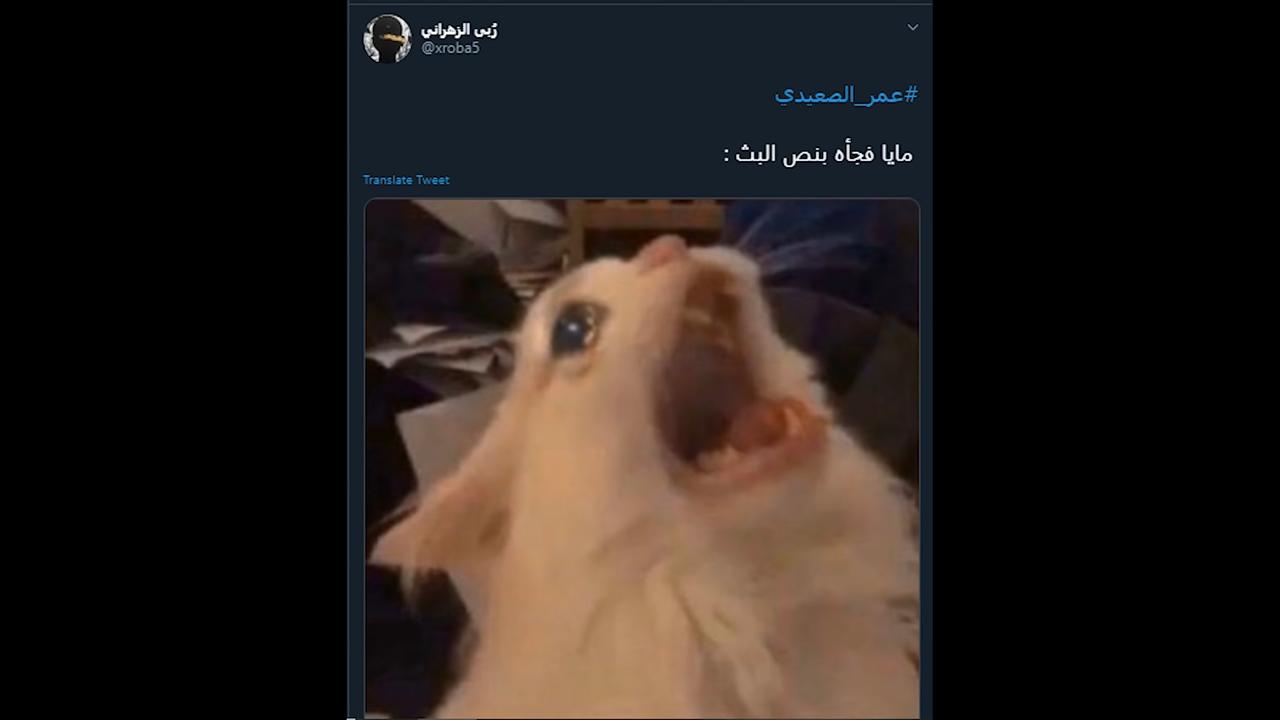 رُبى الزهراني
@xroba5
#عمر_الصعيدي
مايا فجأه بنص البث :
Translate Tweet